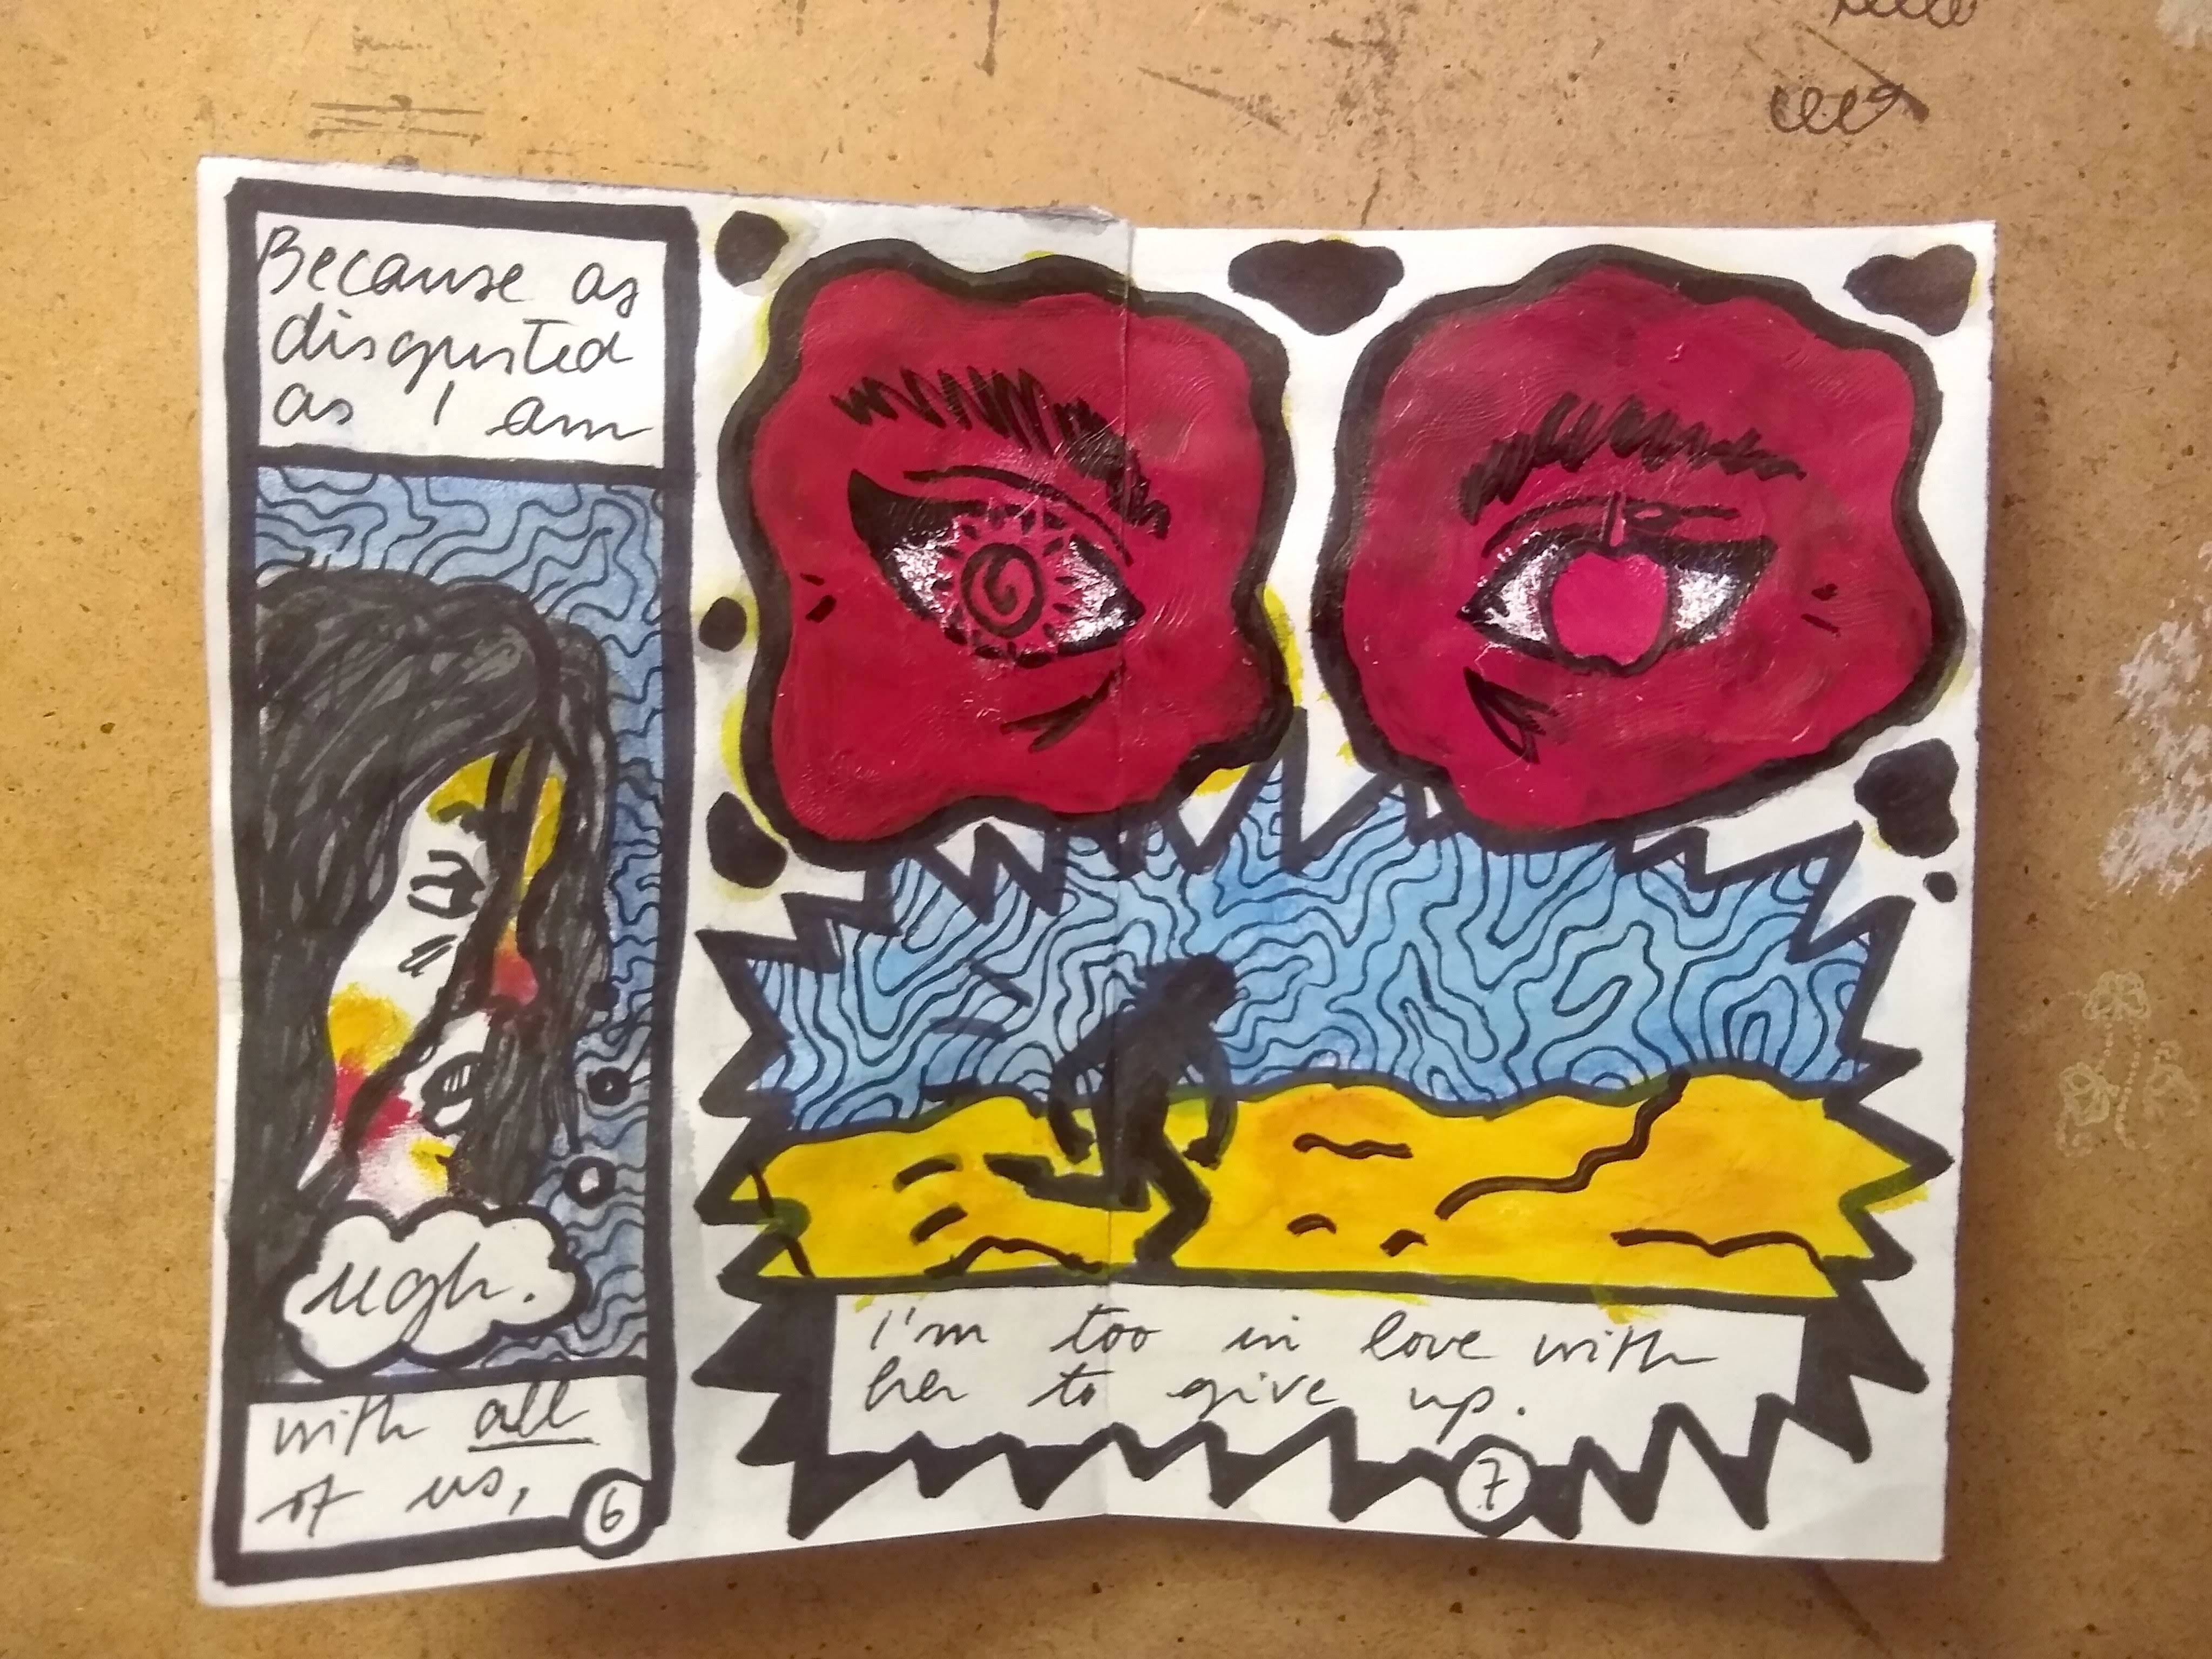 Because as
disgusted
as I am
ugh.
with all
of us,
6
I'm too in love with
her to give up.
7